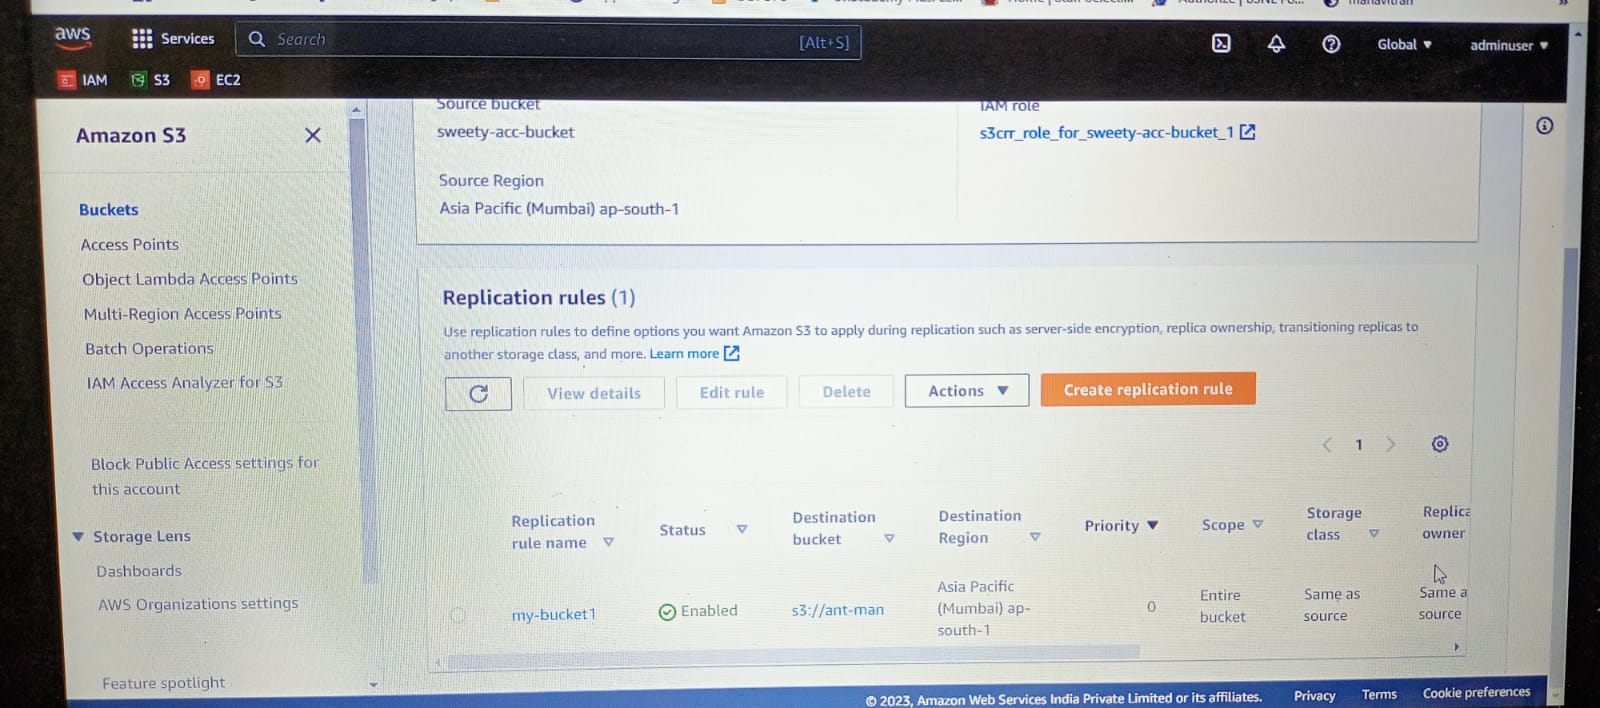 aws
Services
Search
[Alt+S]
Global
adminuser
IAM
S3
EC2
Amazon S3
Buckets
Access Points
Object Lambda Access Points
Multi-Region Access Points
Batch Operations
IAM Access Analyzer for S3
Block Public Access settings for
this account
Storage Lens
Dashboards
AWS Organizations settings
Feature spotlight
Source bucket
sweety-acc-bucket
Source Region
Asia Pacific (Mumbai) ap-south-1
IAM role
s3crr_role_for_sweety-acc-bucket_1
Replication rules (1)
Use replication rules to define options you want Amazon S3 to apply during replication such as server-side encryption, replica ownership, transitioning replicas to
another storage class, and more. Learn more
View details
Edit rule
Delete
Actions
Create replication rule
1
Replication
rule name
Status
Destination
bucket
Destination
Region
Priority
Scope
Storage
class
Replica
owner
my-bucket1
Enabled
s3://ant-man
Asia Pacific
(Mumbai) ap-
south-1
0
Entire
bucket
Same as
source
Same a
source
© 2023, Amazon Web Services India Private Limited or its affiliates.
Privacy
Terms
Cookie preferences